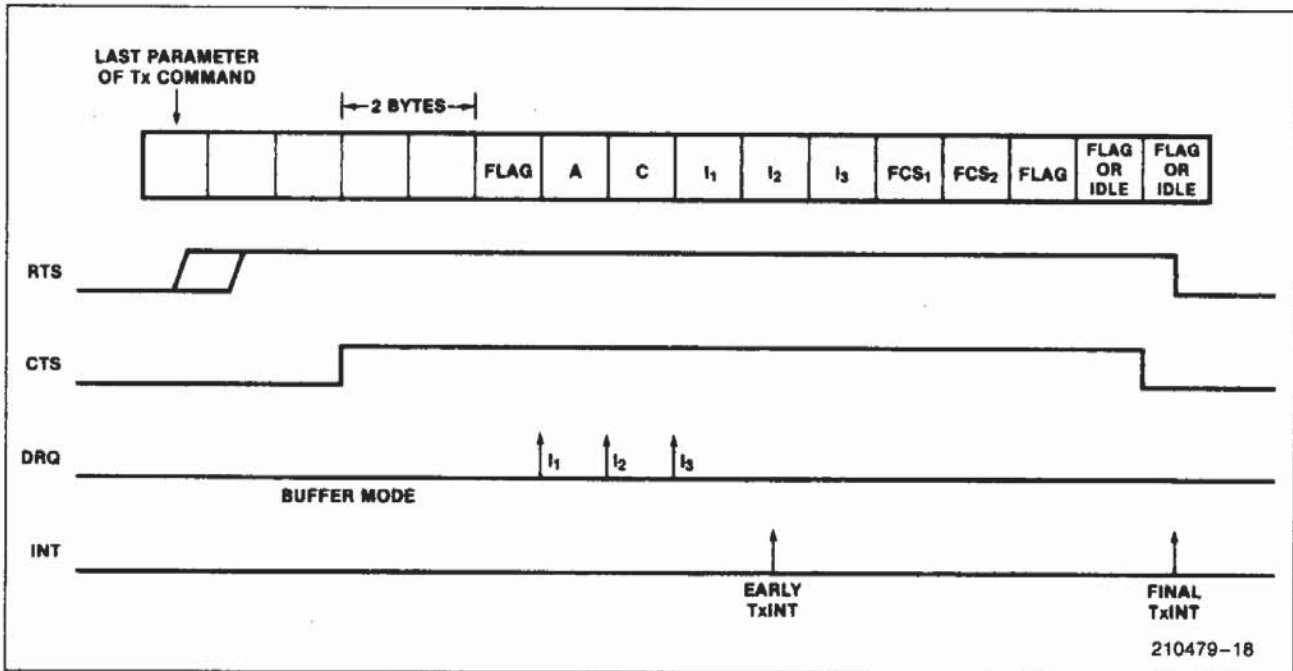 LAST PARAMETER
OF Tx COMMAND
2 BYTES
FLAG A C I₁ I₂ I₃ FCS₁ FCS₂ FLAG FLAG OR IDLE FLAG OR IDLE
RTS
CTS
DRQ I₁ I₂ I₃
BUFFER MODE
INT
EARLY
TxINT
FINAL
TxINT
210479-18